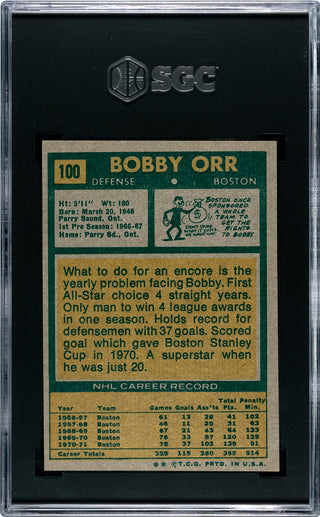 SGC
100
BOBBY ORR
DEFENSE • BOSTON
Ht: 5'11" Wt: 180
Born: March 20, 1948
Parry Sound, Ont.
1st Pro Season: 1966-67
Home: Parry Sd., Ont.
BOSTON ONCE
SPONSORED
A WHOLE
TEAM TO GET
THE RIGHTS
TO BOBBY
What to do for an encore is the
yearly problem facing Bobby. First
All-Star choice 4 straight years.
Only man to win 4 league awards
in one season. Holds record for
defensemen with 37 goals. Scored
goal which gave Boston Stanley
Cup in 1970. A superstar when
he was just 20.
NHL CAREER RECORD
Total Penalty
Year Team Games Goals Ass'ts Pts. Min.
1966-67 Boston 61 13 28 41 102
1967-68 Boston 46 11 20 31 63
1968-69 Boston 67 21 43 64 133
1969-70 Boston 76 33 87 120 125
1970-71 Boston 78 37 102 139 91
Career Totals 328 115 280 395 514
** © T.C.G. PRTD. IN U.S.A.